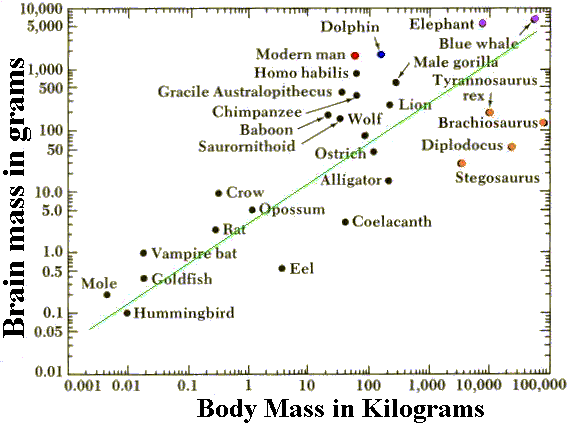 Brain mass in grams
10,000
5,000
1,000
500
100
50
10.0
5.0
1.0
0.5
0.1
0.05
0.01
Dolphin
Elephant
Modern man
Blue whale
Homo habilis
Male gorilla
Gracile Australopithecus
Tyrannosaurus
rex
Chimpanzee
Lion
Baboon
Wolf
Brachiosaurus
Saurornithoid
Ostrich
Diplodocus
Alligator
Stegosaurus
Crow
Opossum
Coelacanth
Rat
Vampire bat
Eel
Mole
Goldfish
Hummingbird
0.001 0.01 0.1 1 10 100 1,000 10,000 100,000
Body Mass in Kilograms